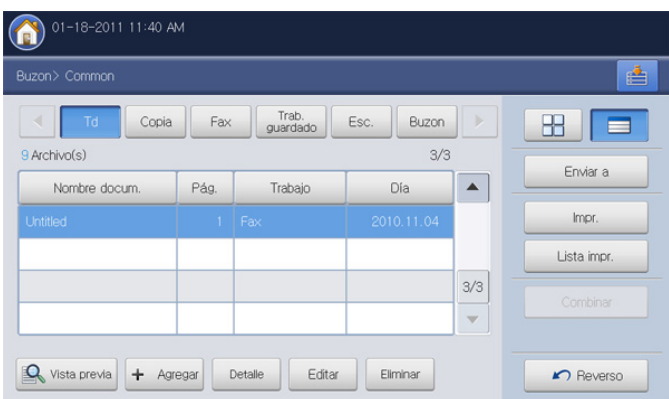 01-18-2011 11:40 AM
Buzon> Common
Td
Copia
Fax
Trab.
guardado
Esc.
Buzon
9 Archivo(s)
3/3
Nombre docum.
Pág.
Trabajo
Día
Untitled
1
Fax
2010.11.04
3/3
Vista previa
+ Agregar
Detalle
Editar
Eliminar
Enviar a
Impr.
Lista impr.
Combinar
Reverso